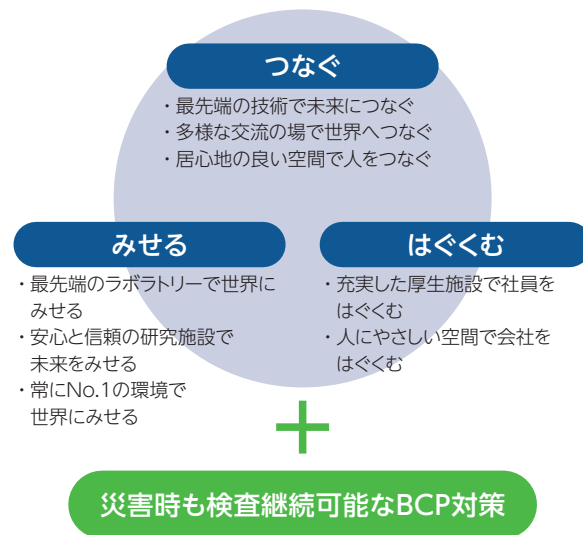 つなぐ
・最先端の技術で未来につなぐ
・多様な交流の場で世界へつなぐ
・居心地の良い空間で人をつなぐ
みせる
・最先端のラボラトリーで世界に
みせる
・安心と信頼の研究施設で
未来をみせる
・常にNo.1の環境で
世界にみせる
はぐくむ
・充実した厚生施設で社員を
はぐくむ
・人にやさしい空間で会社を
はぐくむ
+
災害時も検査継続可能なBCP対策